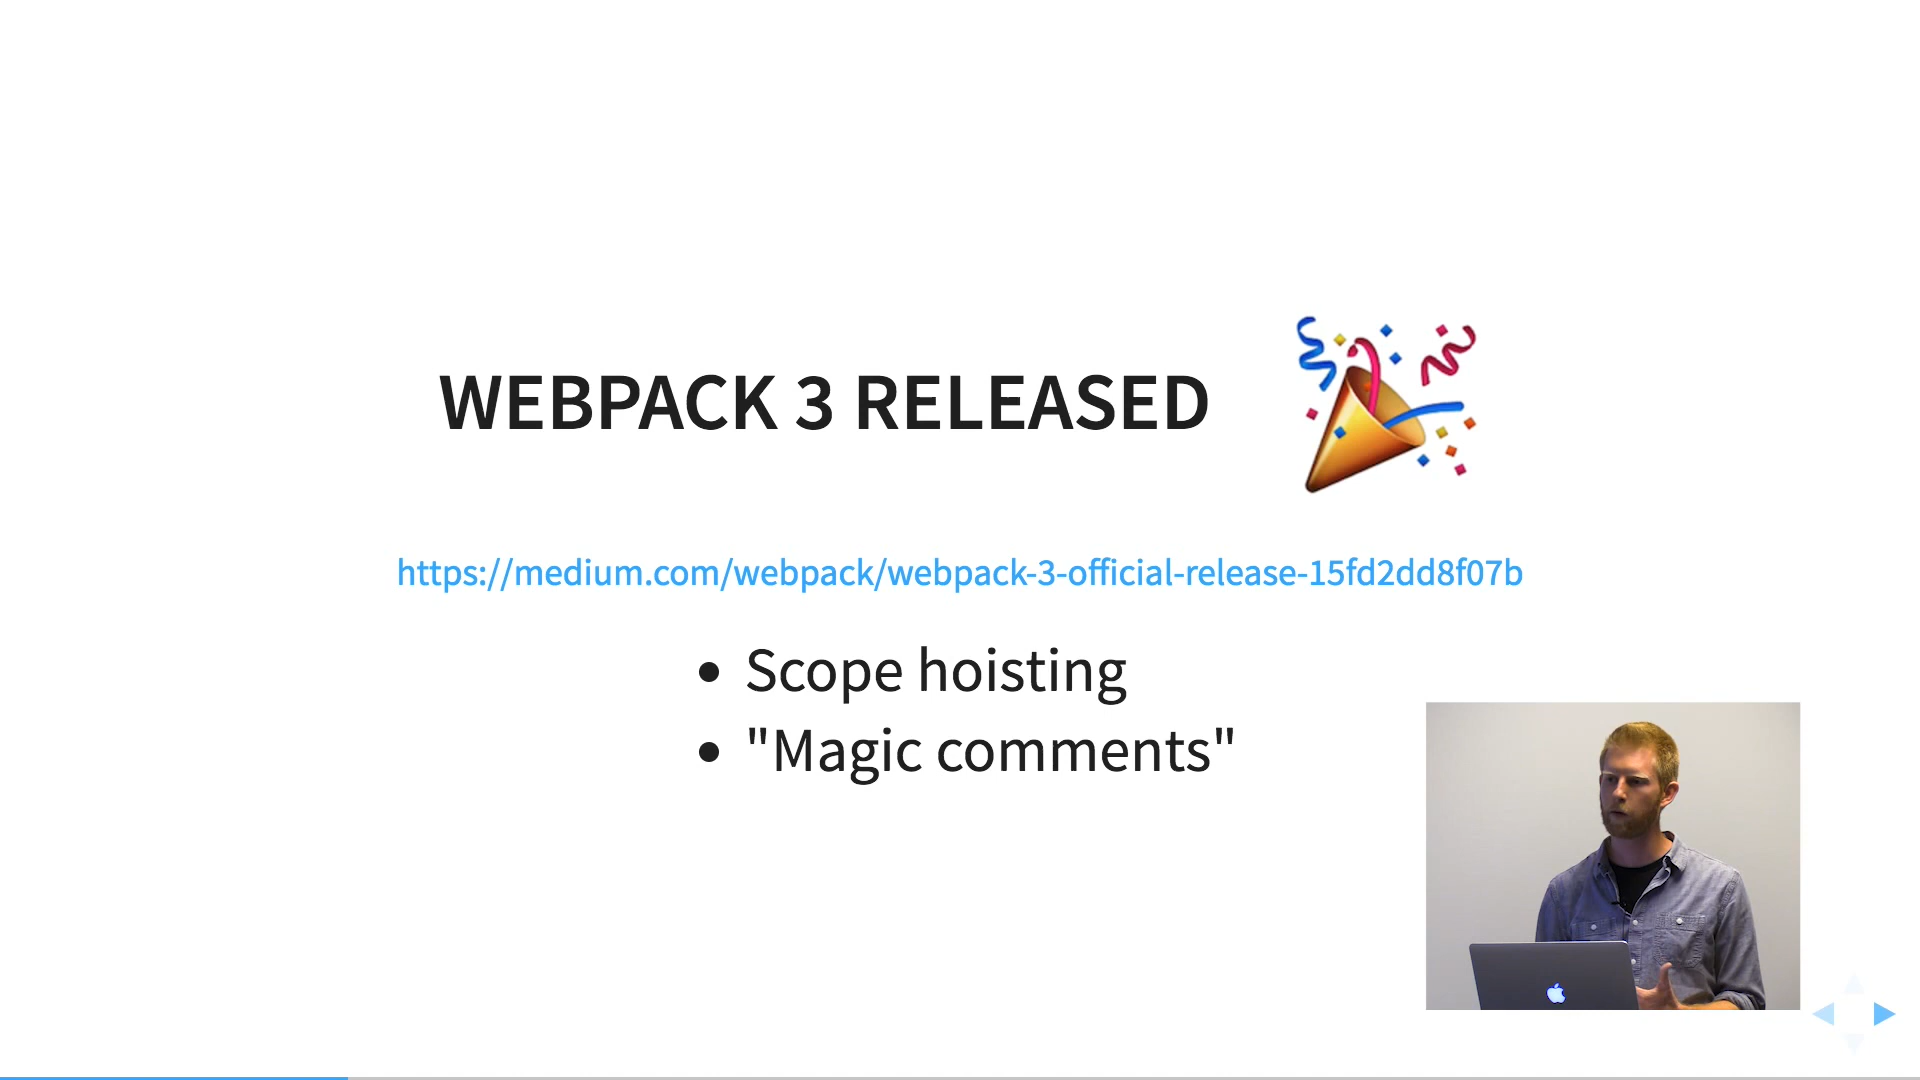 WEBPACK 3 RELEASED
https://medium.com/webpack/webpack-3-official-release-15fd2dd8f07b
• Scope hoisting
• "Magic comments"